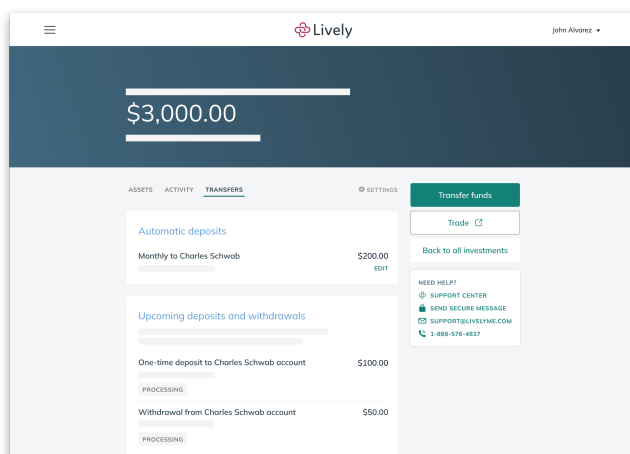 Lively
John Alvarez
$3,000.00
ASSETS ACTIVITY TRANSFERS SETTINGS
Automatic deposits
Monthly to Charles Schwab $200.00
EDIT
Upcoming deposits and withdrawals
One-time deposit to Charles Schwab account $100.00
PROCESSING
Withdrawal from Charles Schwab account $50.00
PROCESSING
Transfer funds
Trade
Back to all investments
NEED HELP?
SUPPORT CENTER
SEND SECURE MESSAGE
SUPPORT@LIVELYME.COM
1-888-576-4837